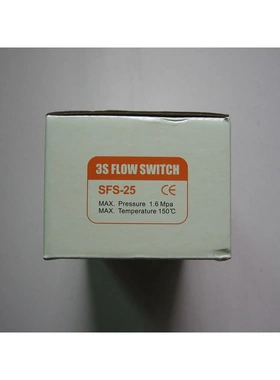 3S FLOW SWITCH
SFS-25 CE
MAX. Pressure 1.6 Mpa
MAX. Temperature 150℃